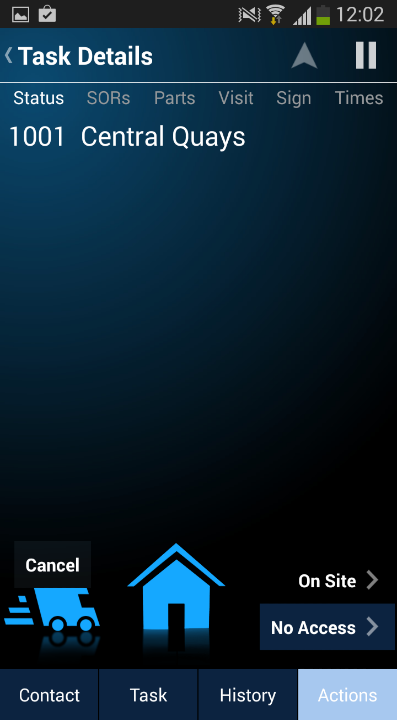 12:02
Task Details
Status SORs Parts Visit Sign Times
1001 Central Quays
Cancel
On Site
No Access
Contact Task History Actions